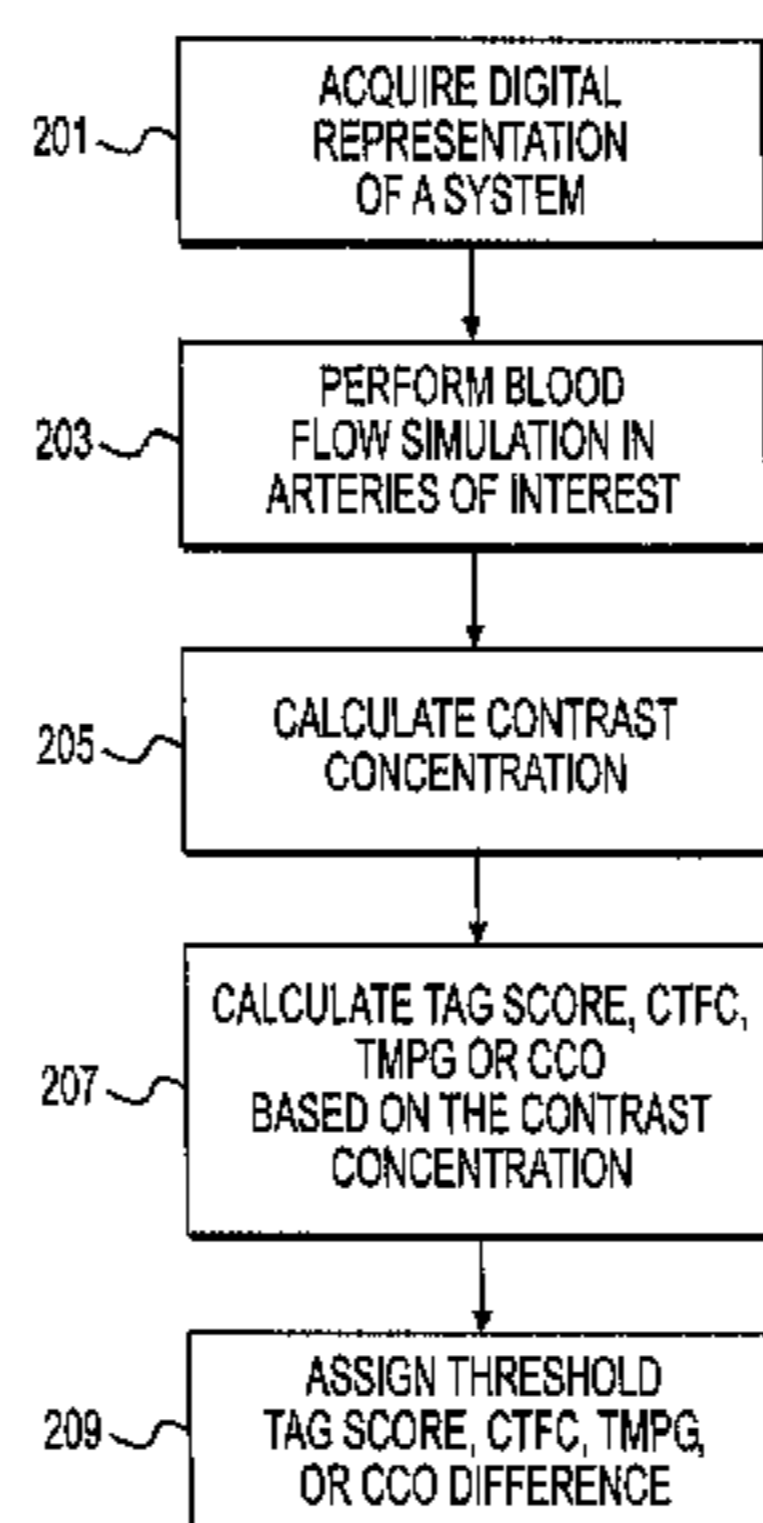 201
ACQUIRE DIGITAL
REPRESENTATION
OF A SYSTEM
203
PERFORM BLOOD
FLOW SIMULATION IN
ARTERIES OF INTEREST
205
CALCULATE CONTRAST
CONCENTRATION
207
CALCULATE TAG SCORE, CTFC,
TMPG OR CCO
BASED ON THE CONTRAST
CONCENTRATION
209
ASSIGN THRESHOLD
TAG SCORE, CTFC, TMPG,
OR CCO DIFFERENCE